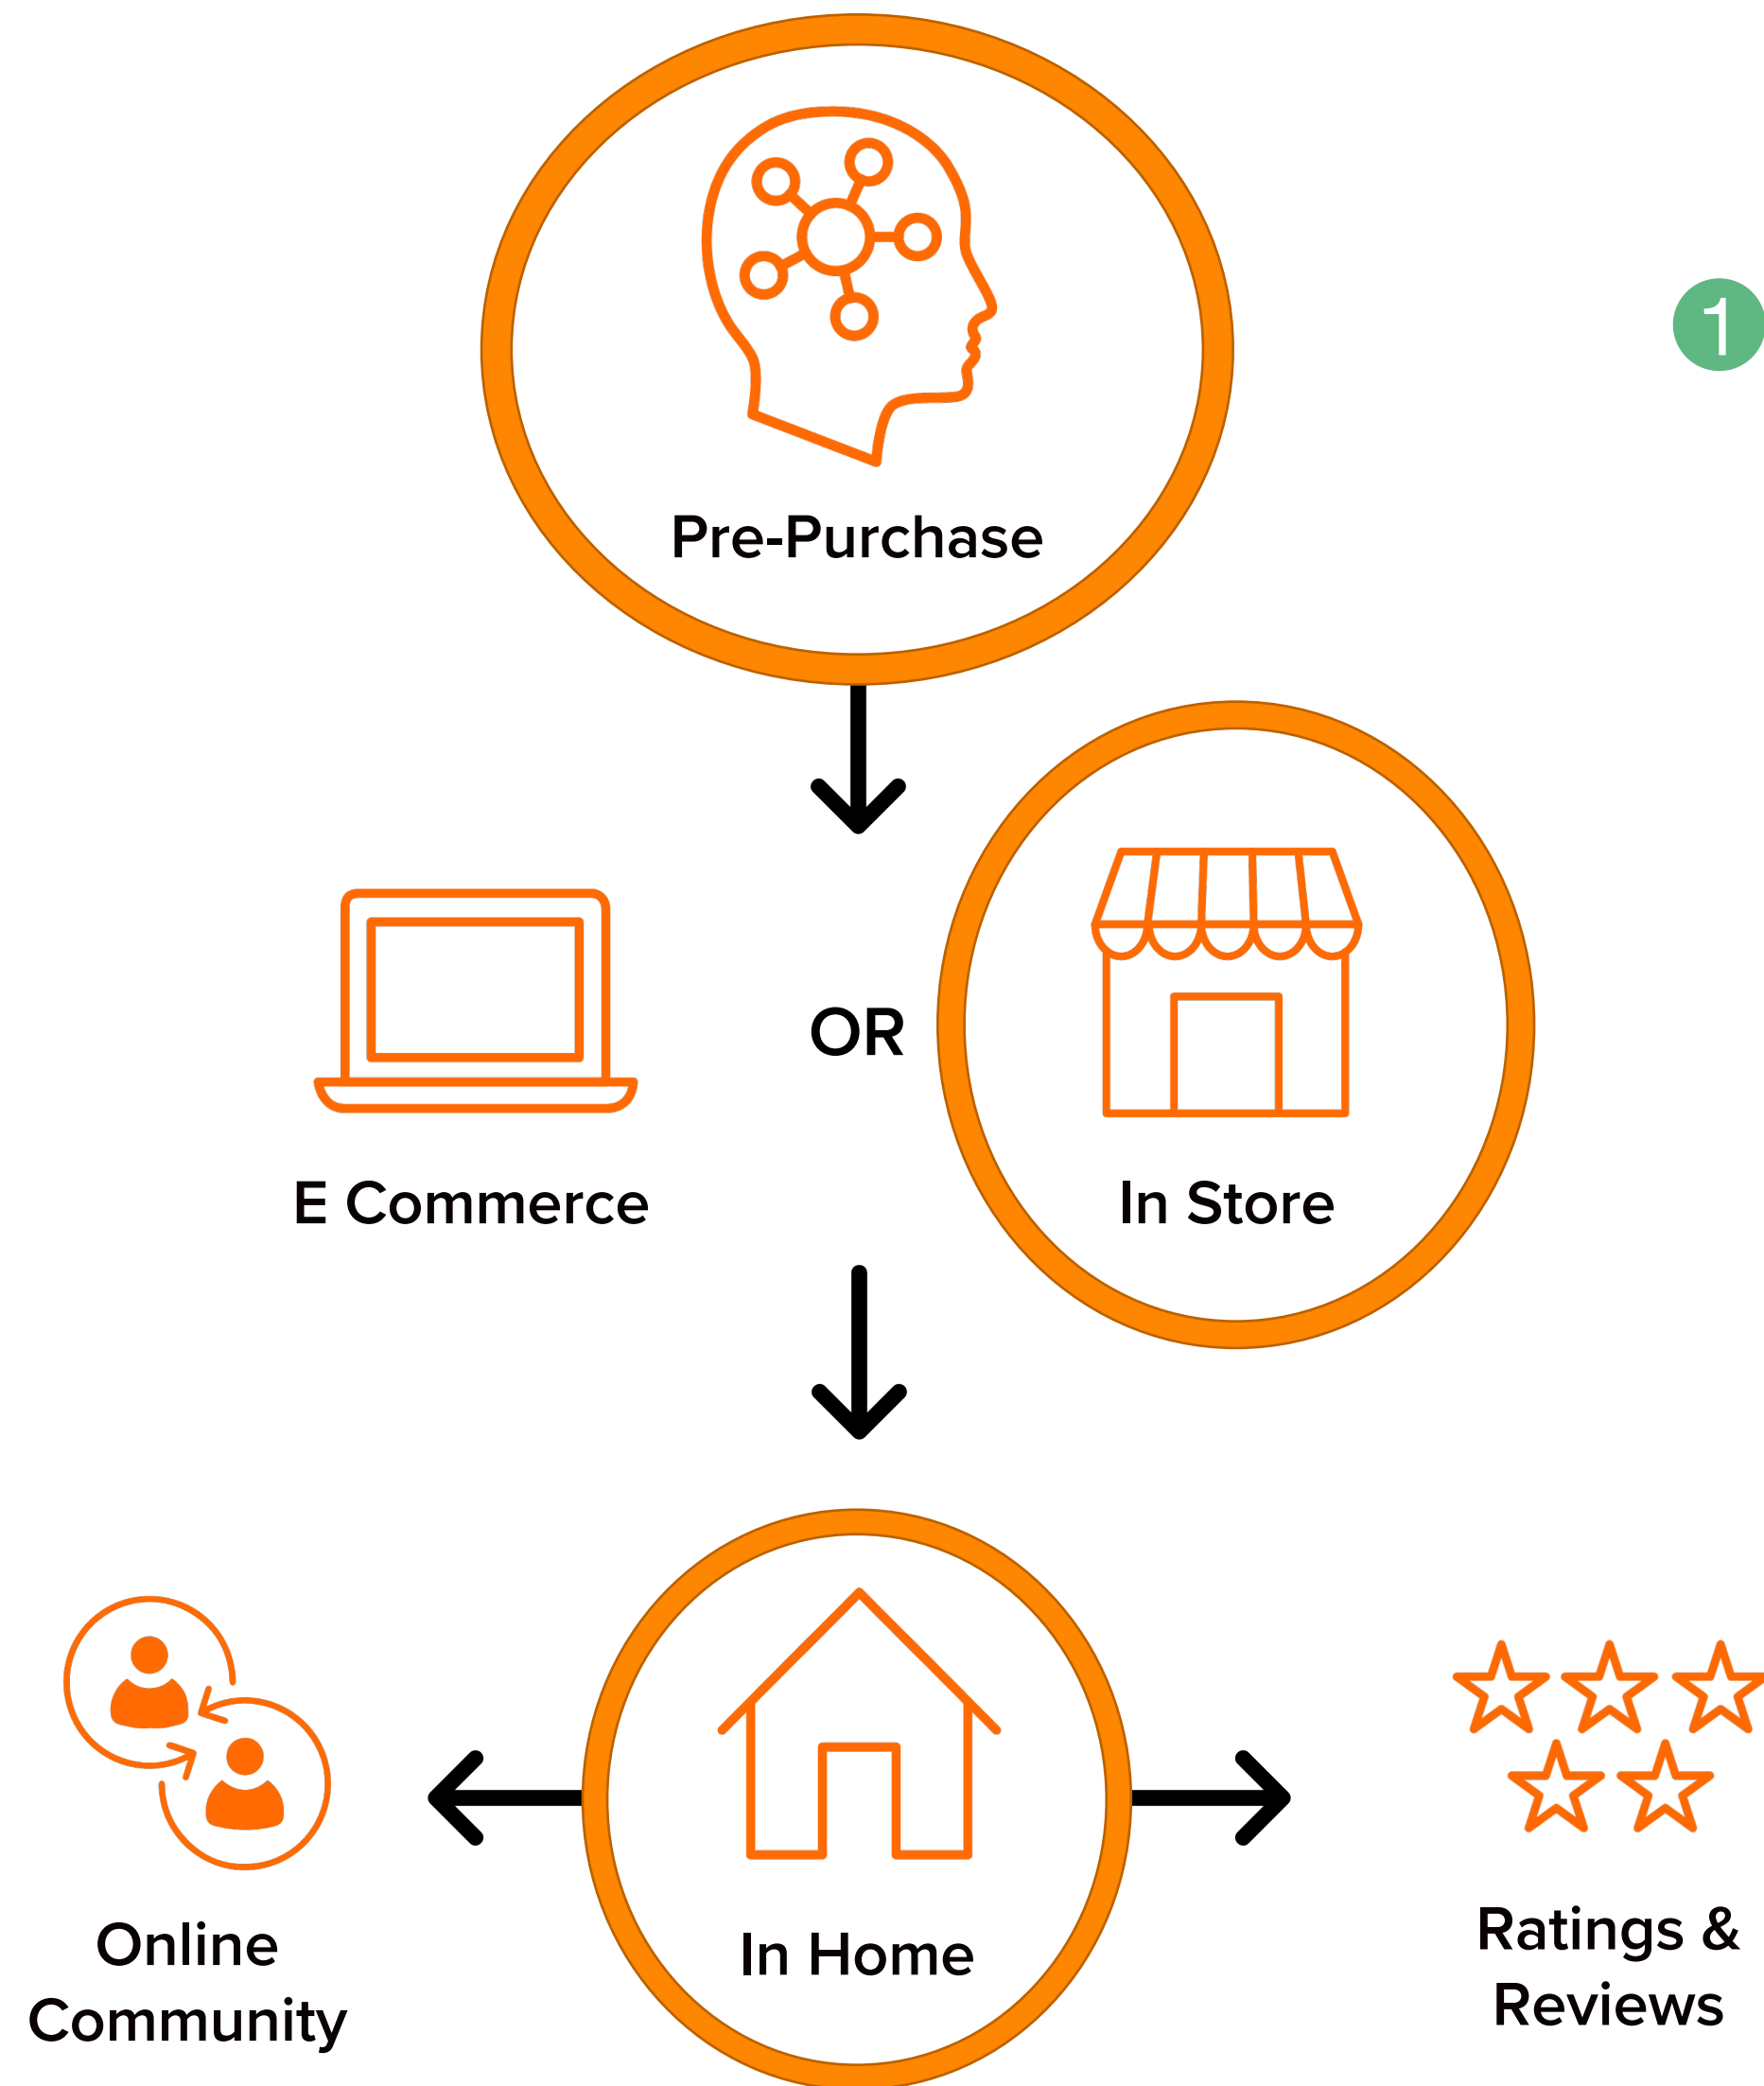 1
Pre-Purchase
OR
E Commerce
In Store
Online
Community
In Home
Ratings &
Reviews